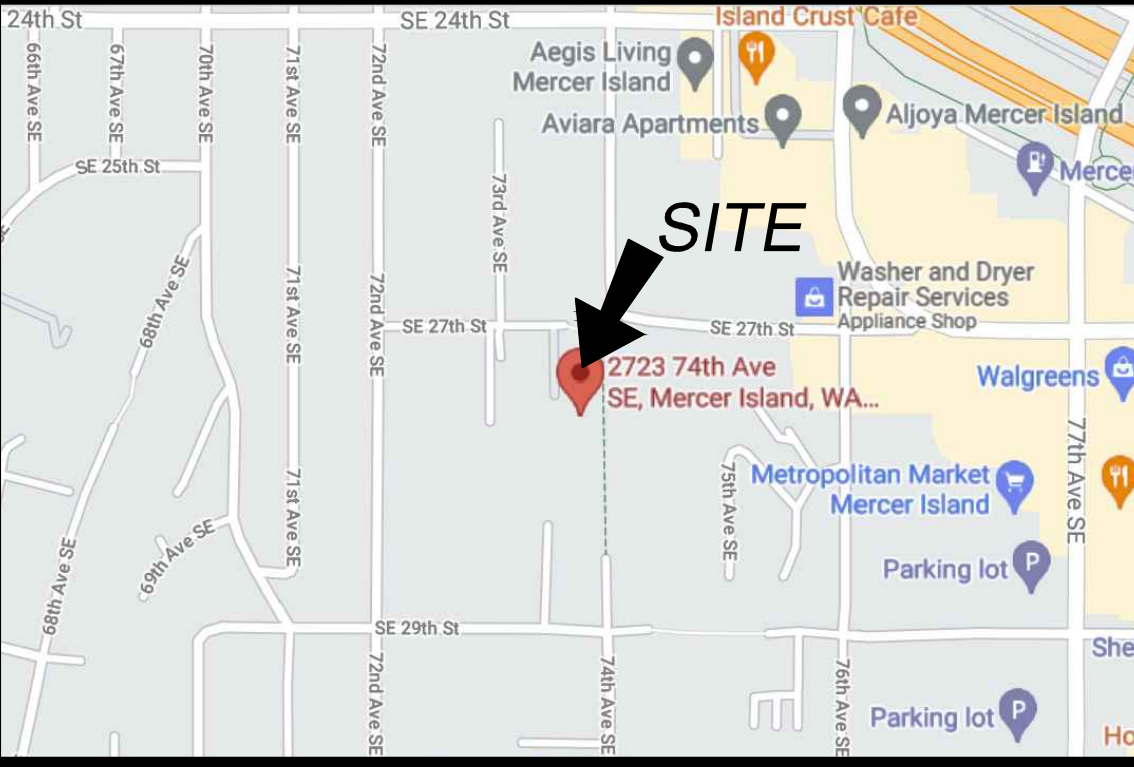 24th St
SE 24th St
Island Crust Cafe
Aegis Living
Mercer Island
66th Ave SE
67th Ave SE
70th Ave SE
71st Ave SE
72nd Ave SE
Aviara Apartments
Aljoya Mercer Island
SE 25th St
Merce
73rd Ave SE
SITE
68th Ave SE
71st Ave SE
72nd Ave SE
Washer and Dryer
Repair Services
Appliance Shop
SE 27th St
SE 27th St
2723 74th Ave
SE, Mercer Island, WA...
Walgreens
77th Ave SE
71st Ave SE
75th Ave SE
Metropolitan Market
Mercer Island
69th Ave SE
68th Ave SE
Parking lot
P
SE 29th St
She
72nd Ave SE
74th Ave SE
76th Ave SE
Parking lot
P
Ho